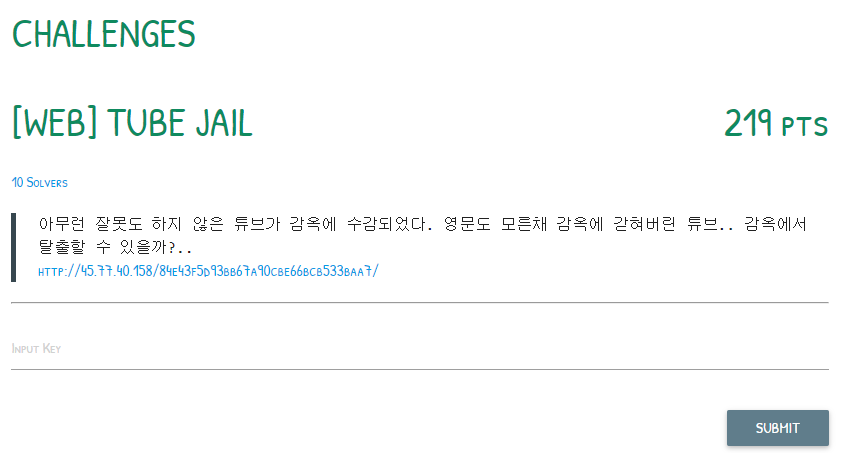 CHALLENGES
[WEB] TUBE JAIL
219 PTS
10 SOLVERS
아무런 잘못도 하지 않은 튜브가 감옥에 수감되었다. 영문도 모른채 감옥에 갇혀버린 튜브.. 감옥에서
탈출할 수 있을까?..
HTTP://45.77.40.158/84E43F5D93BB67A90CBE66BCB533BAA7/
INPUT KEY
SUBMIT